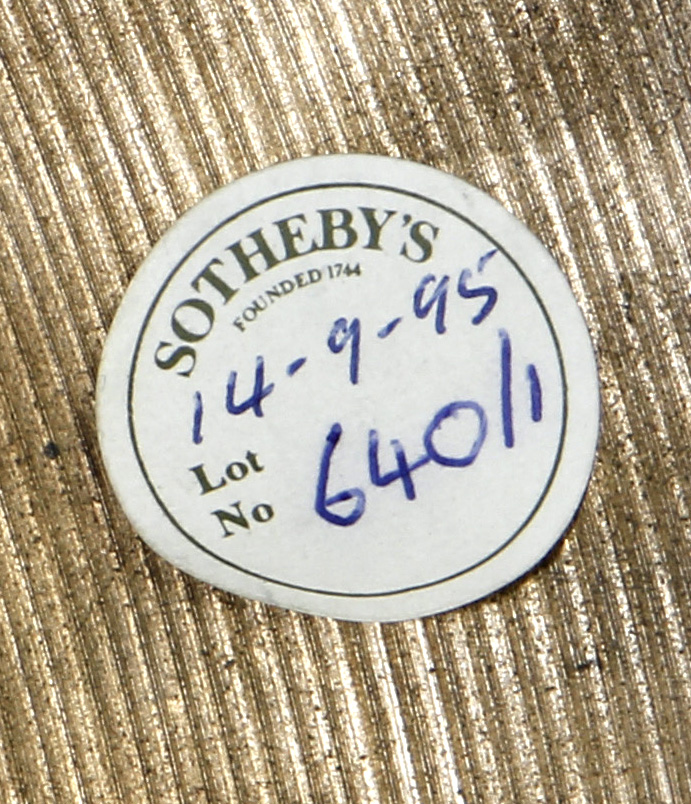 SOTHEBY'S
FOUNDED 1744
14-9-95
Lot
No 640/1